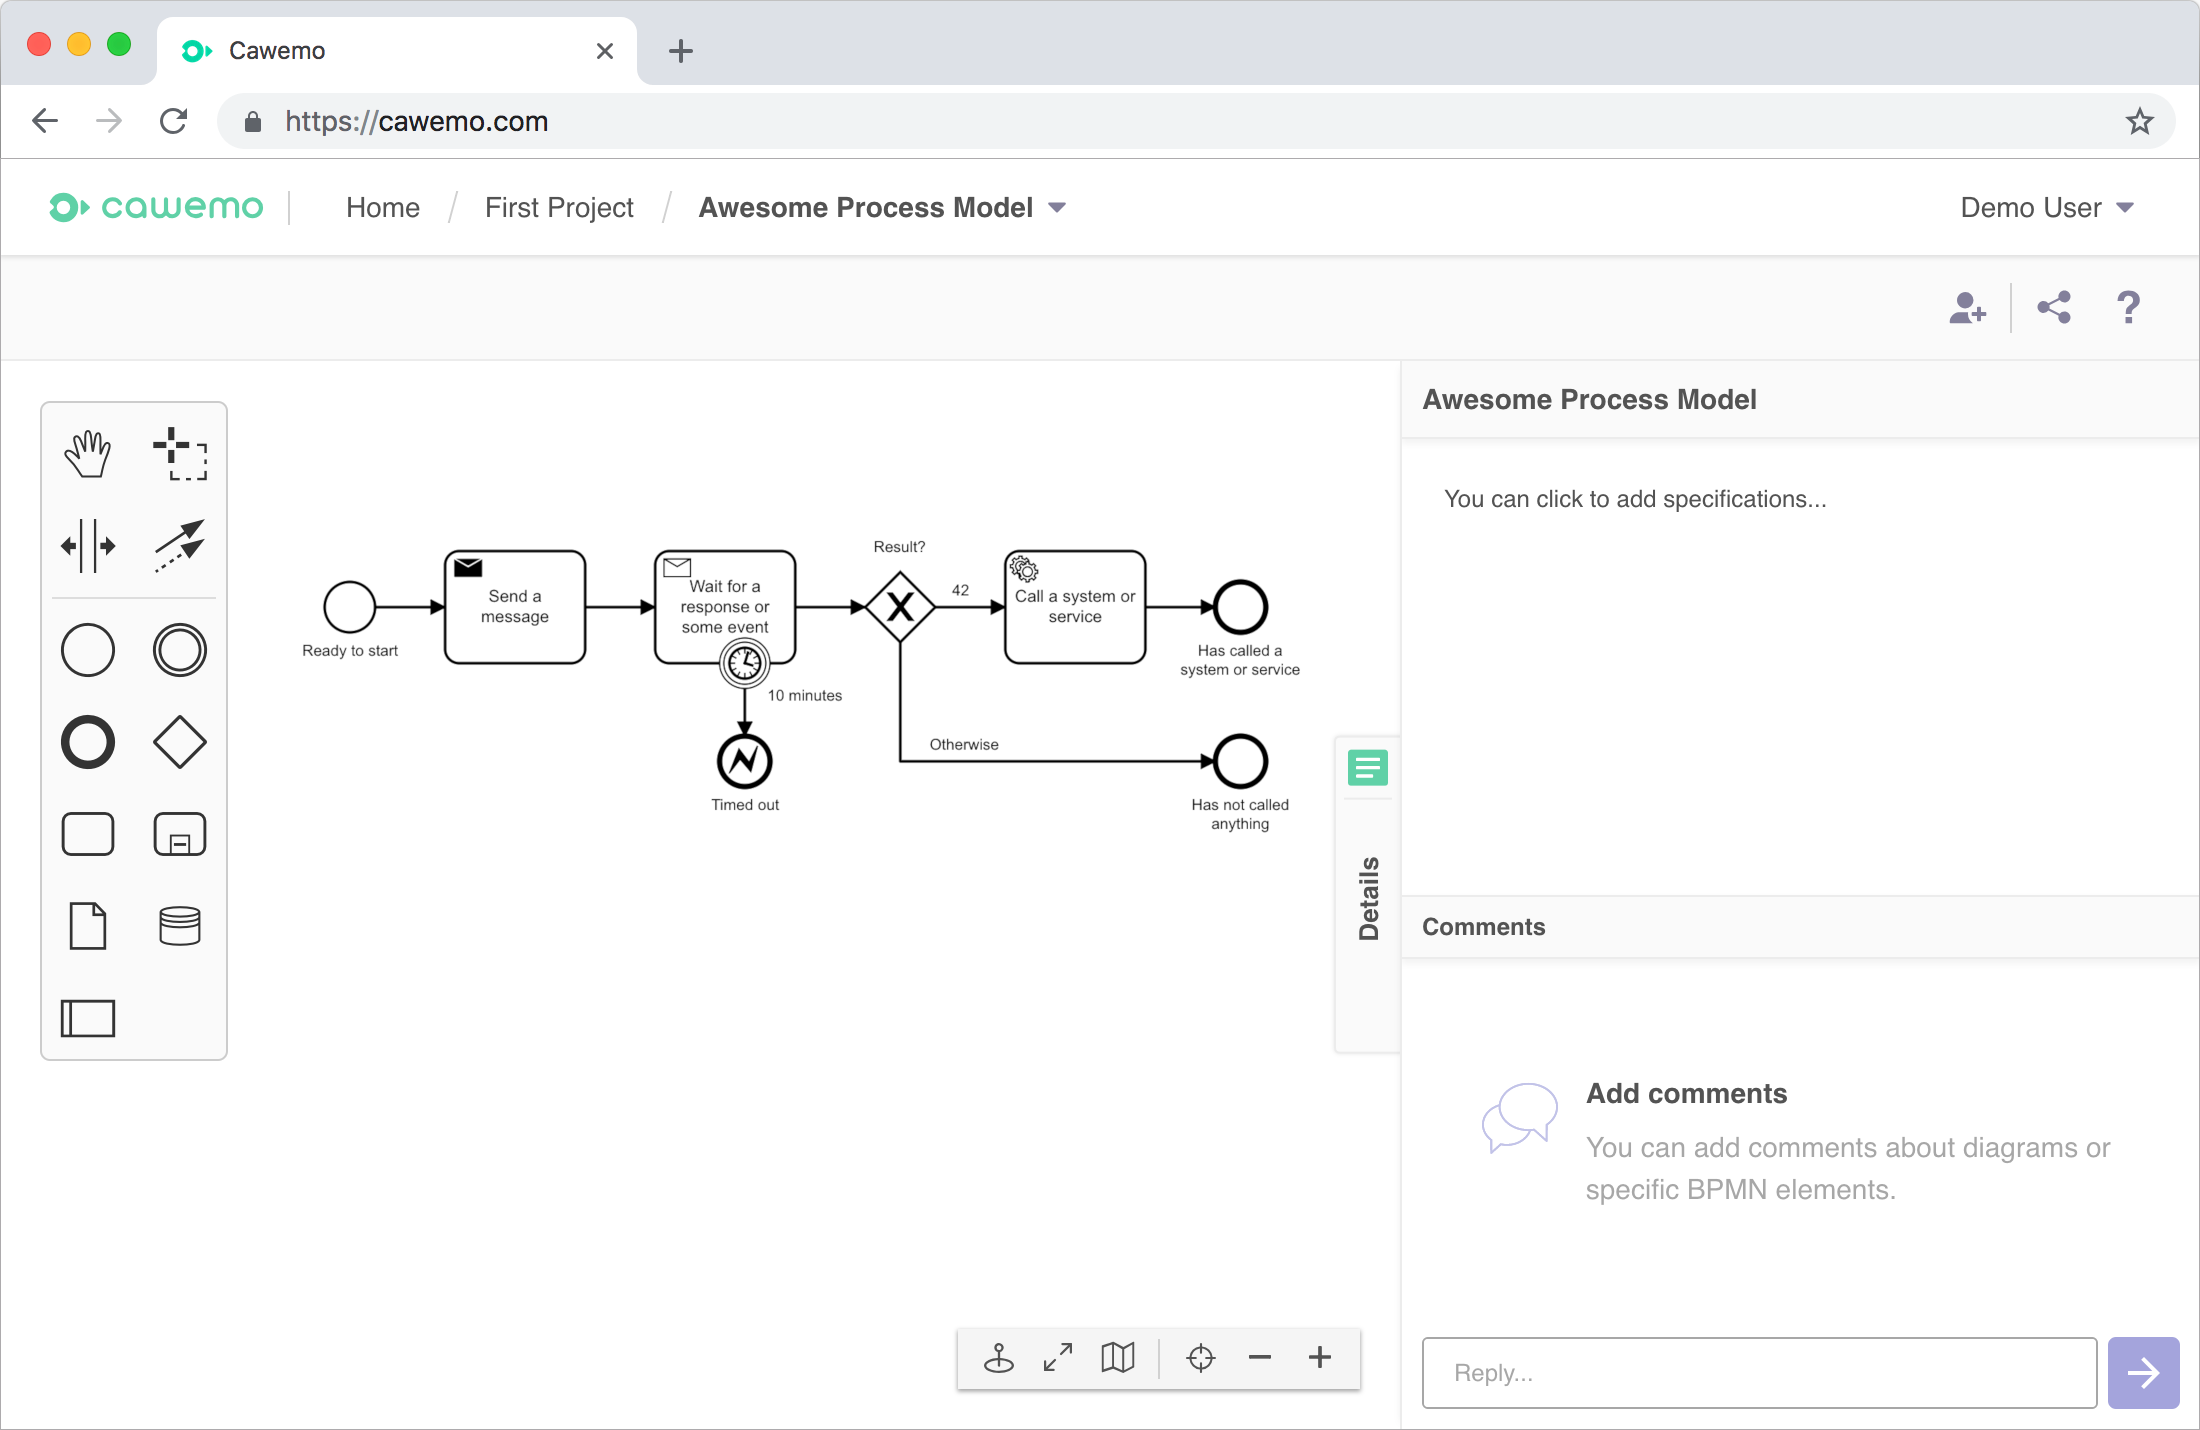 Cawemo
https://cawemo.com
cawemo
Home / First Project / Awesome Process Model
Demo User
?
Awesome Process Model
You can click to add specifications...
Result?
Send a
message
Wait for a
response or
some event
42
Call a system or
service
Ready to start
Has called a
system or service
10 minutes
Otherwise
Timed out
Has not called
anything
Details
Comments
Add comments
You can add comments about diagrams or
specific BPMN elements.
Reply...